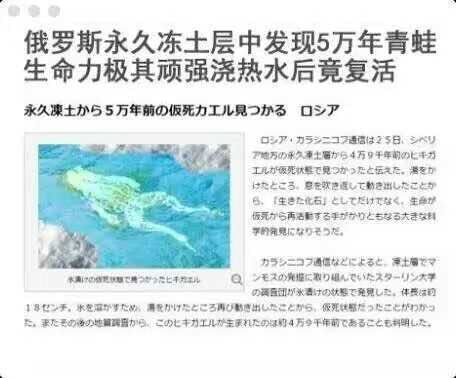 俄罗斯永久冻土层中发现5万年青蛙
生命力极其顽强浇热水后竟复活
永久凍土から５万年前の仮死カエル見つかる　ロシア
ロシア・カラシニコフ通信は２５日、シベリ
ア地方の永久凍土層から４万９千年前のヒキガ
エルが仮死状態で見つかったと伝えた。湯をか
けたところ、息を吹き返して動き出したことか
ら、「生きた化石」としてだけでなく、生命が
仮死から再活動する手がかりともなる大きな科
学的発見になりそうだ。
カラシニコフ通信などによると、凍土層でマ
ンモスの発掘に取り組んでいたスターリン大学
の調査団が氷漬けの状態で発見した。体長は約
１８センチ。氷を溶かすため、湯をかけたところ再び動き出したことから、仮死状態だったことがわかっ
た。またその後の地質調査から、このヒキガエルが生まれたのは約４万９千年前であることも判明した。
氷漬けの仮死状態で見つかったヒキガエル